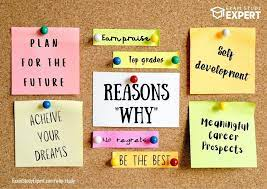 EXAM STUDY
EXPERT
PLAN
FOR THE
FUTURE
Earn praise
Top grades
Self
development
REASONS
"WHY"
ACHEIVE
YOUR
DREAMS
No regrets
BE THE BEST
Meaningful
Career
Prospects